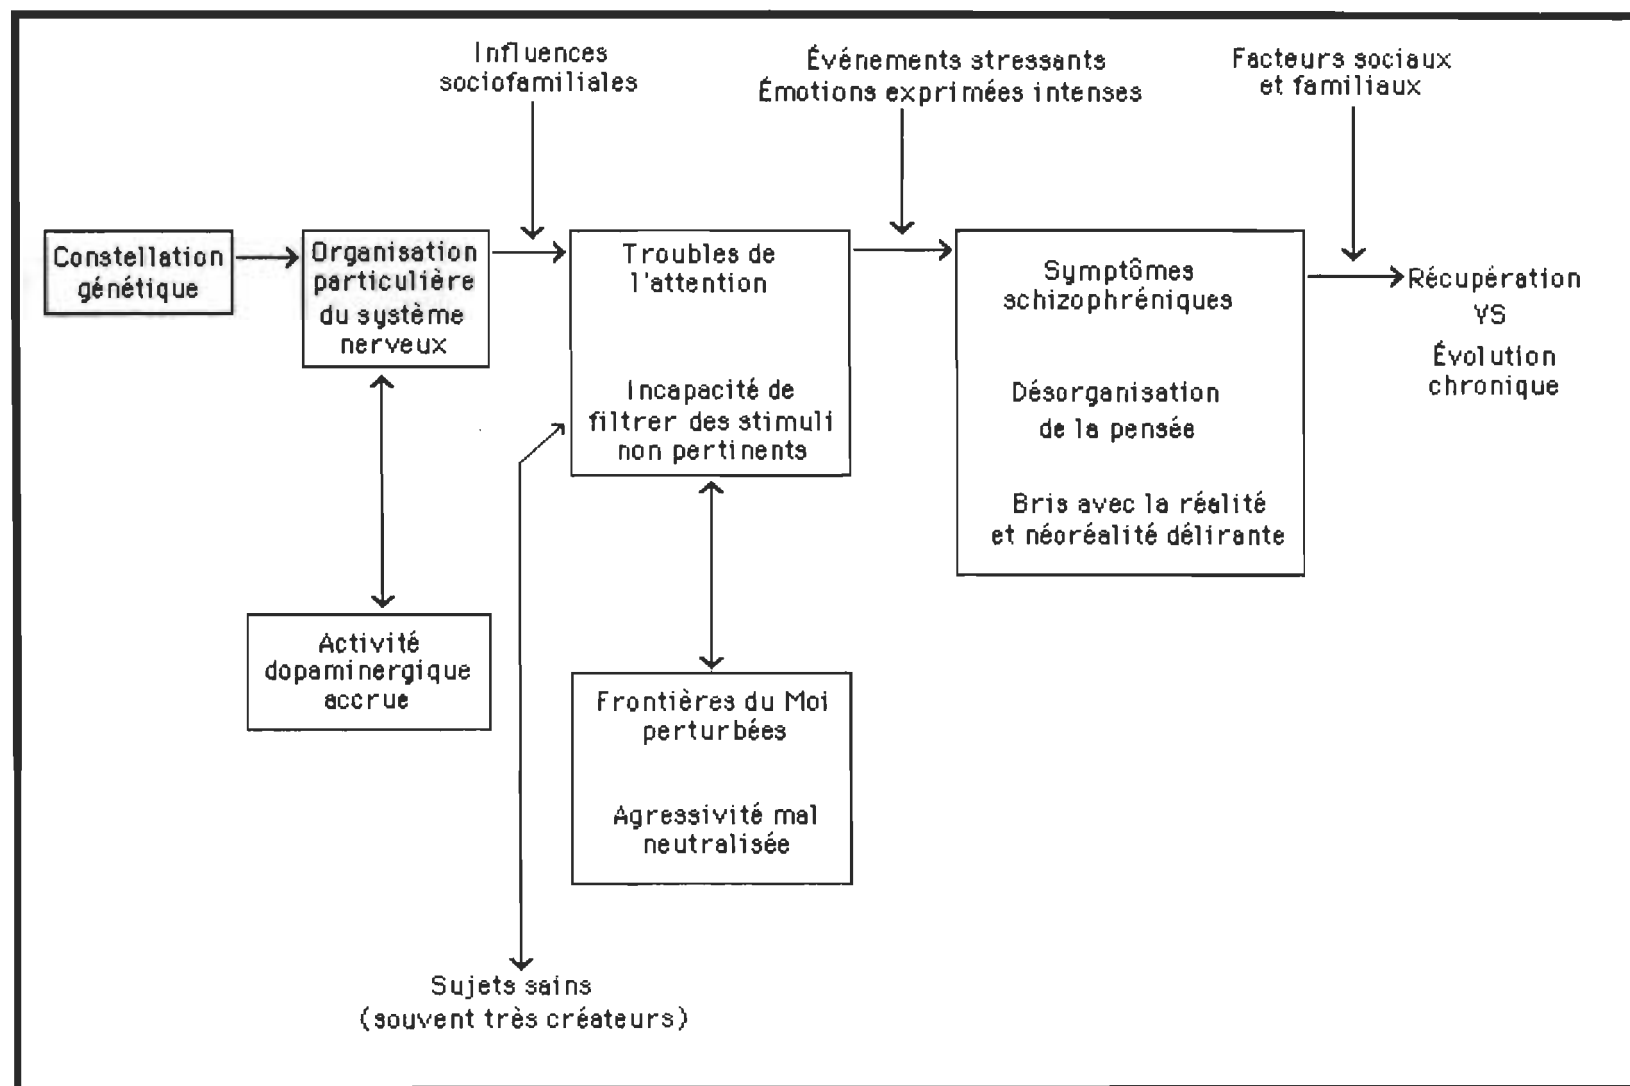 Influences
sociofamiliales
Événements stressants
Émotions exprimées intenses
Facteurs sociaux
et familiaux
Constellation
génétique
Organisation
particulière
du système
nerveux
Troubles de
l'attention
Incapacité de
filtrer des stimuli
non pertinents
Symptômes
schizophréniques
Désorganisation
de la pensée
Bris avec la réalité
et néoréalité délirante
Récupération
VS
Évolution
chronique
Activité
dopaminergique
accrue
Frontières du Moi
perturbées
Agressivité mal
neutralisée
Sujets sains
(souvent très créateurs)